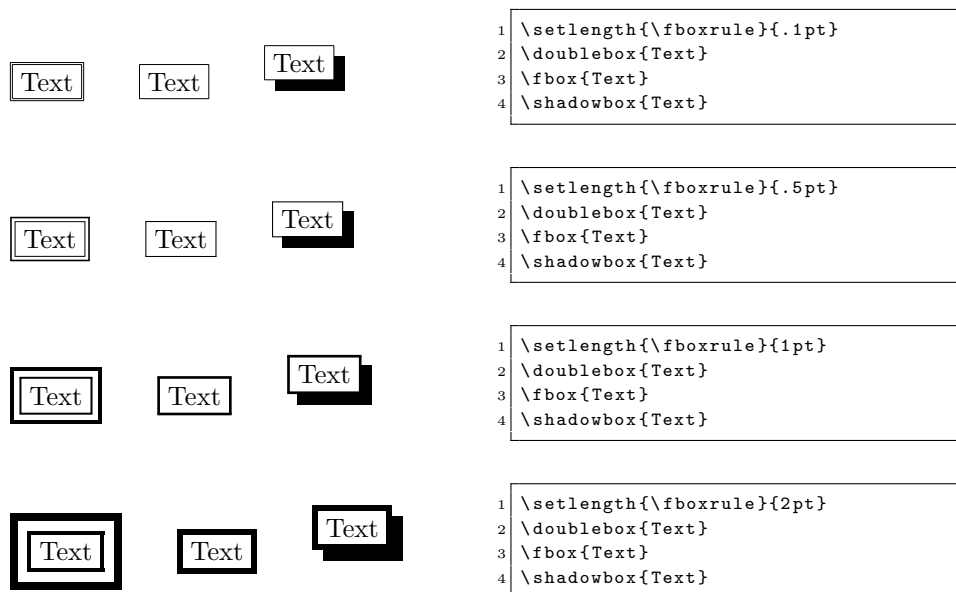 Text Text Text
1 \setlength{\fboxrule}{.1pt}
2 \doublebox{Text}
3 \fbox{Text}
4 \shadowbox{Text}
Text Text Text
1 \setlength{\fboxrule}{.5pt}
2 \doublebox{Text}
3 \fbox{Text}
4 \shadowbox{Text}
Text Text Text
1 \setlength{\fboxrule}{1pt}
2 \doublebox{Text}
3 \fbox{Text}
4 \shadowbox{Text}
Text Text Text
1 \setlength{\fboxrule}{2pt}
2 \doublebox{Text}
3 \fbox{Text}
4 \shadowbox{Text}